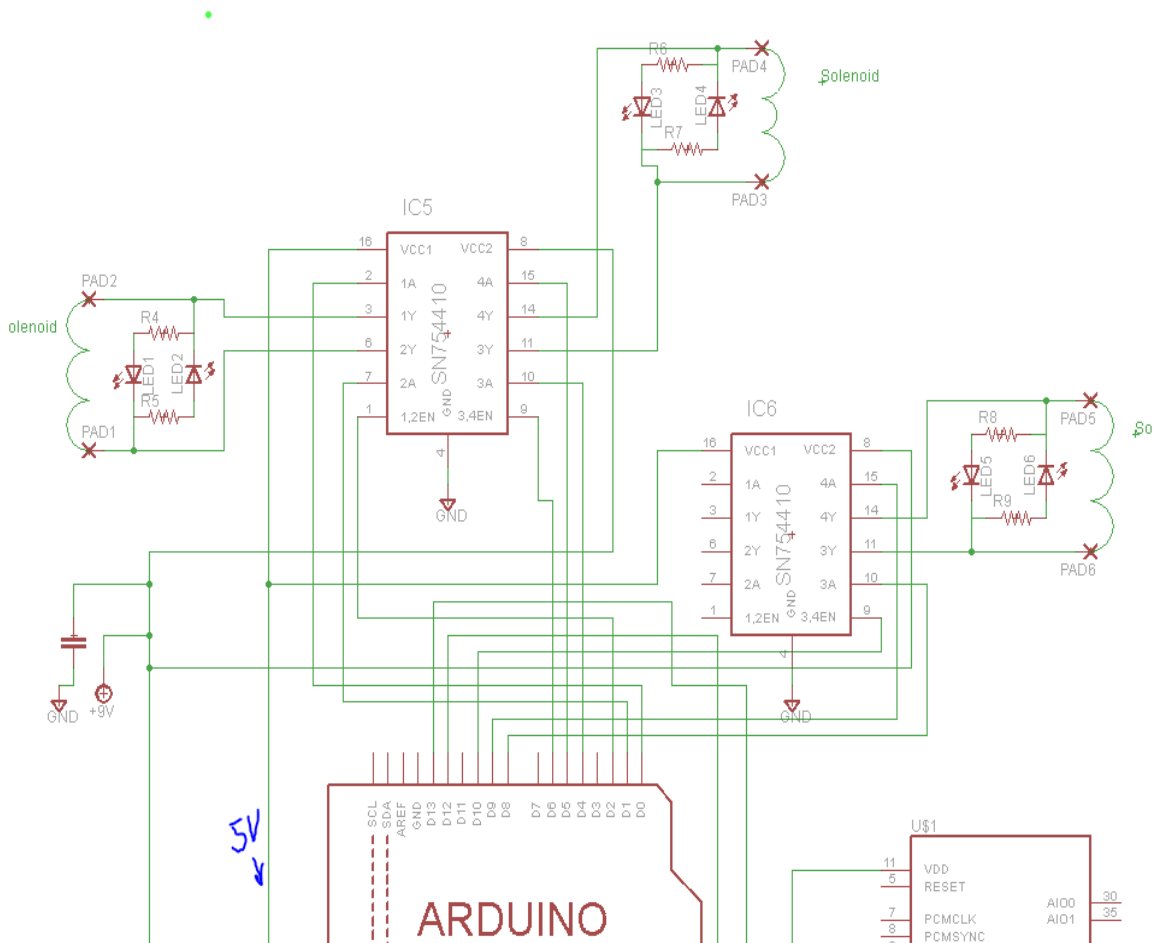 R6
PAD4
Solenoid
LED3
LED4
R7
PAD3
IC5
16 VCC1 VCC2 8
2 1A 4A 15
3 1Y 4Y 14
6 2Y 3Y 11
7 2A 3A 10
1 1,2EN 3,4EN 9
SN754410
GND
4
GND
PAD2
olenoid
R4
LED1
LED2
R5
PAD1
IC6
16 VCC1 VCC2 8
2 1A 4A 15
3 1Y 4Y 14
6 2Y 3Y 11
7 2A 3A 10
1 1,2EN 3,4EN 9
SN754410
GND
4
GND
PAD5
So
R8
LED5
LED6
R9
PAD6
GND
+9V
SCL
SDA
AREF
GND
D13
D12
D11
D10
D9
D8
D7
D6
D5
D4
D3
D2
D1
D0
5V
ARDUINO
U$1
11 VDD
5 RESET
7 PCMCLK
8 PCMSYNC
AIO0 30
AIO1 35